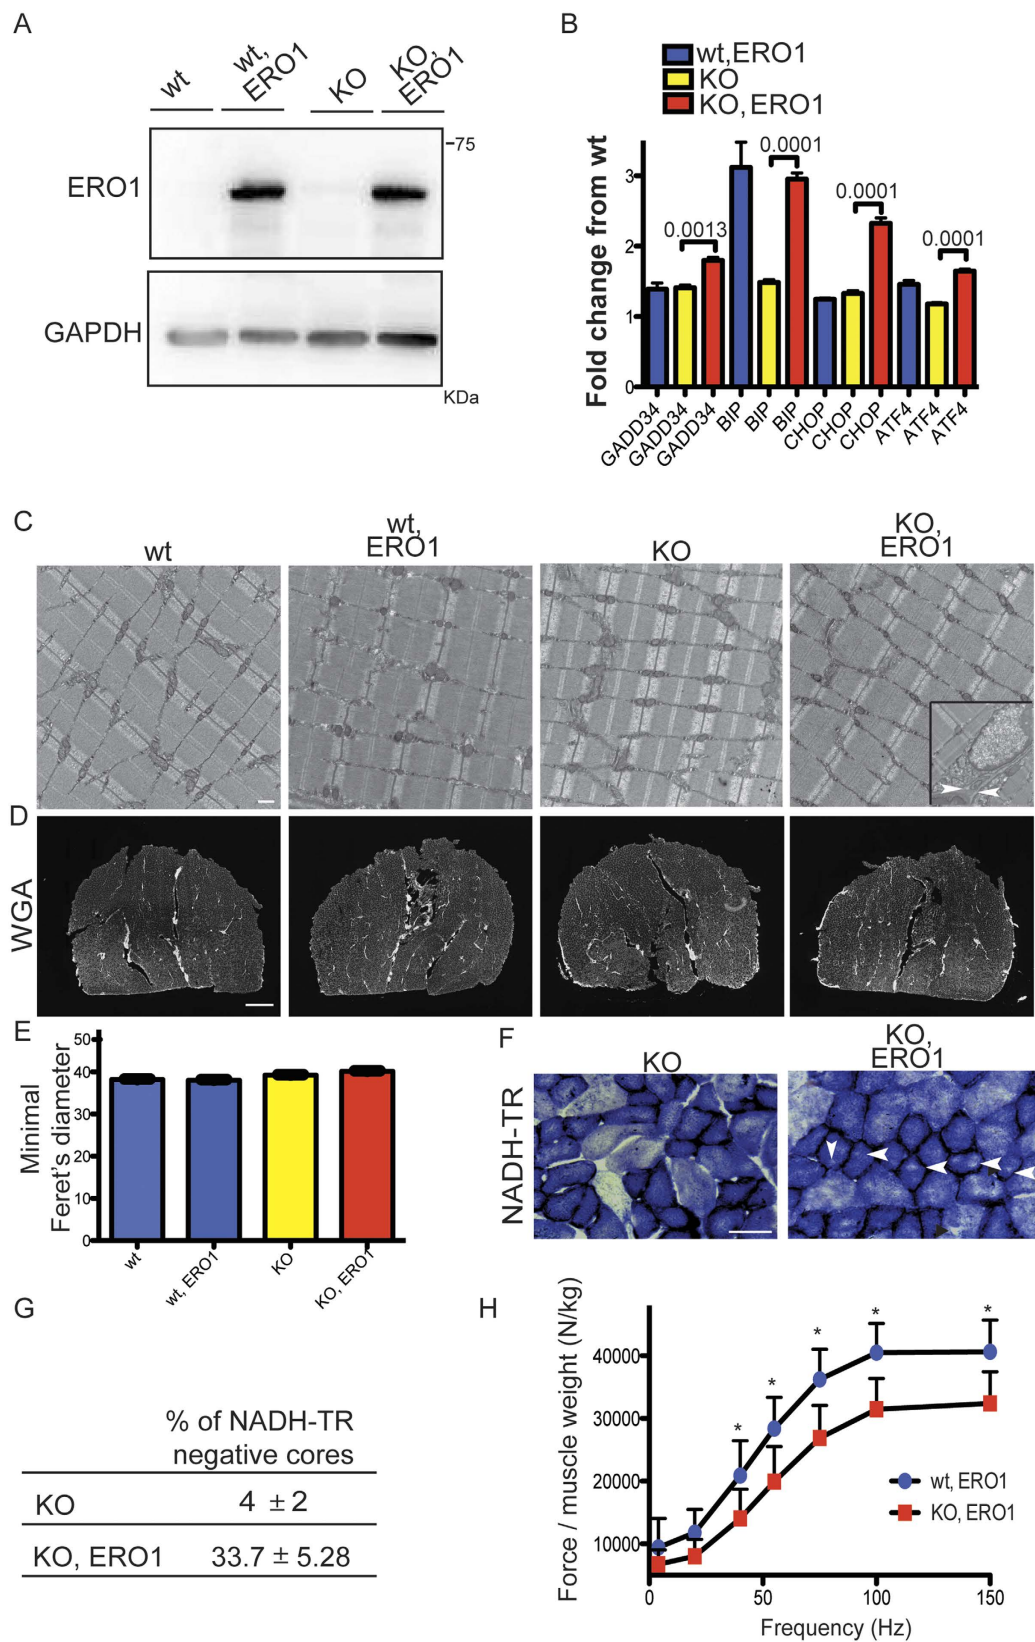 A
wt
wt,
ERO1
KO
KO,
ERO1
75
ERO1
GAPDH
KDa
B
wt,ERO1
KO
KO, ERO1
Fold change from wt
3
2
1
0
0.0013
0.0001
0.0001
0.0001
GADD34
GADD34
GADD34
BIP
BIP
BIP
CHOP
CHOP
CHOP
ATF4
ATF4
ATF4
C
wt
wt,
ERO1
KO
KO,
ERO1
D
WGA
E
Minimal
Feret's diameter
50
40
30
20
10
0
wt
wt, ERO1
KO
KO, ERO1
F
KO
KO,
ERO1
NADH-TR
G
% of NADH-TR
negative cores
KO 4 ± 2
KO, ERO1 33.7 ± 5.28
H
Force / muscle weight (N/kg)
40000
30000
20000
10000
* * * * *
wt, ERO1
KO, ERO1
0 50 100 150
Frequency (Hz)